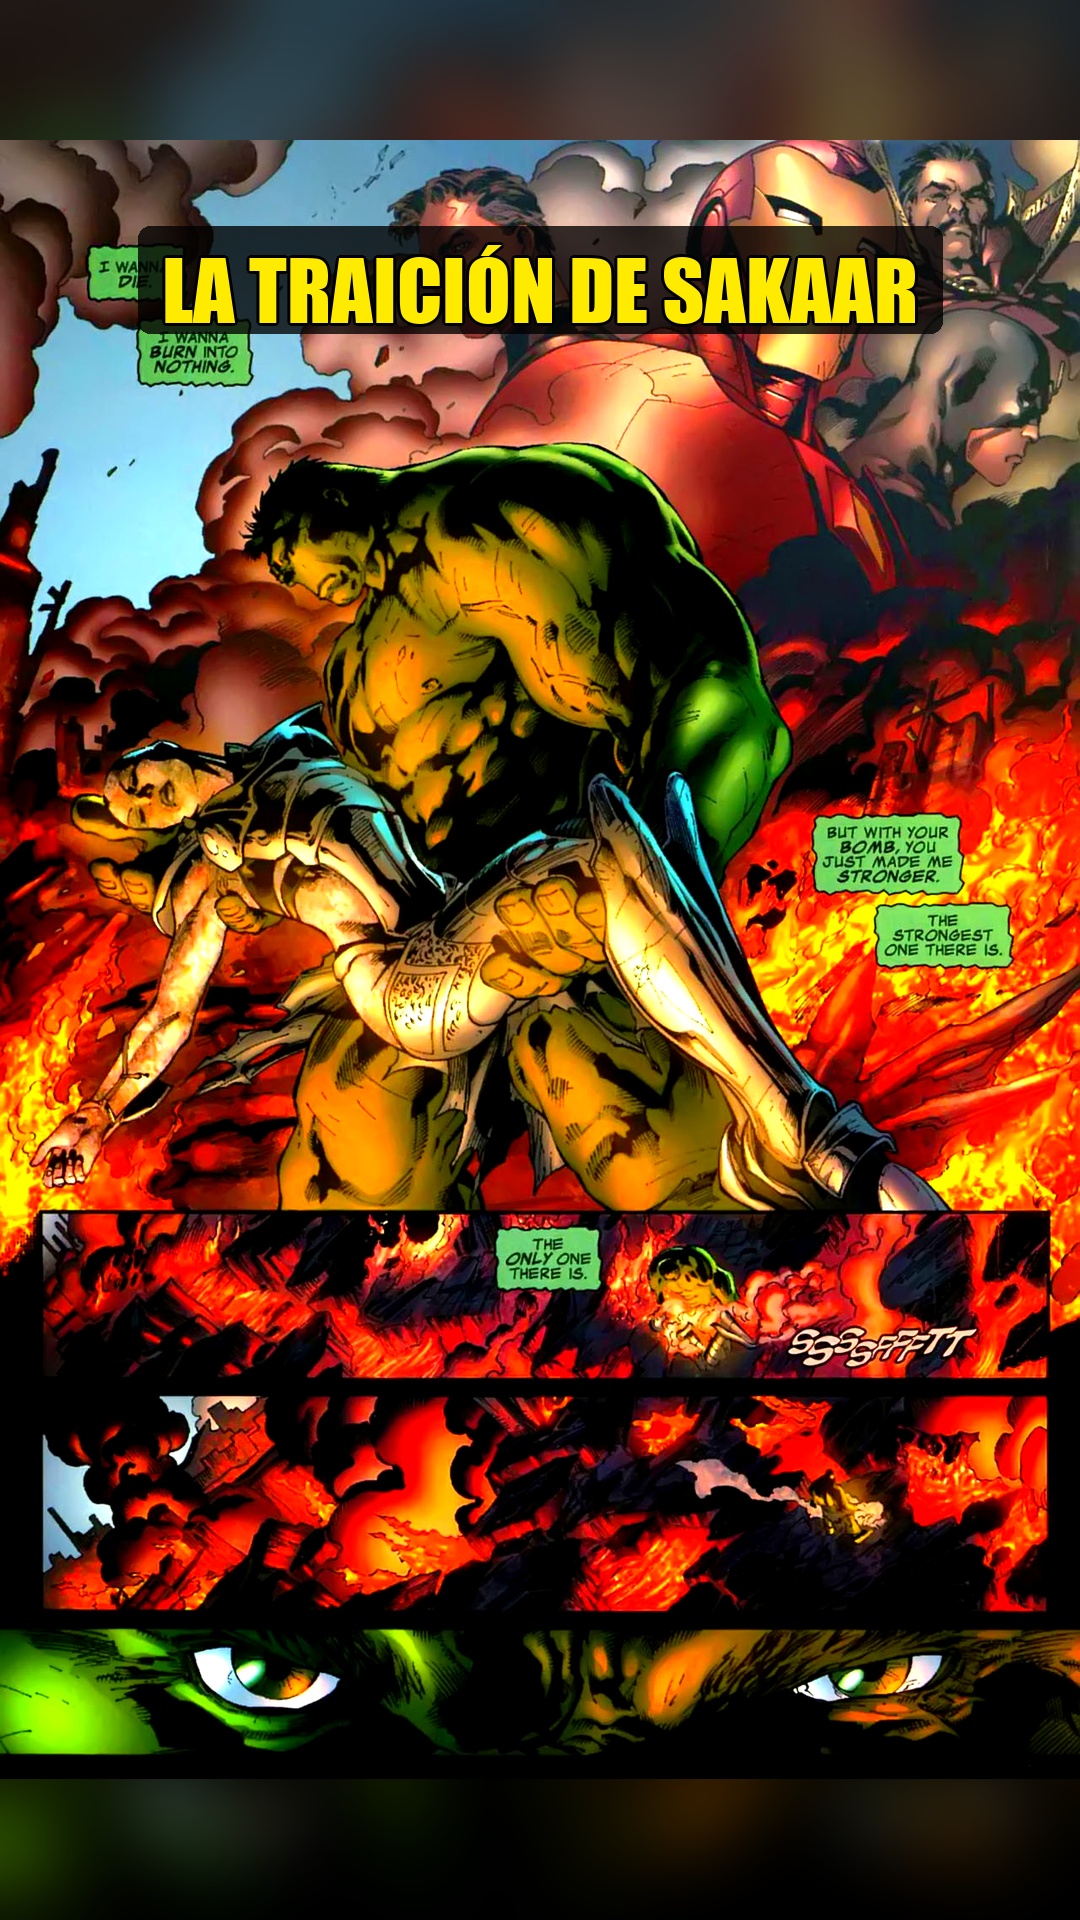 LA TRAICIÓN DE SAKAAR
I WANNA
DIE.
I WANNA
BURN INTO
NOTHING.
BUT WITH YOUR
BOMB, YOU
JUST MADE ME
STRONGER.
THE
STRONGEST
ONE THERE IS.
THE
ONLY ONE
THERE IS.
SSSSFFFTT